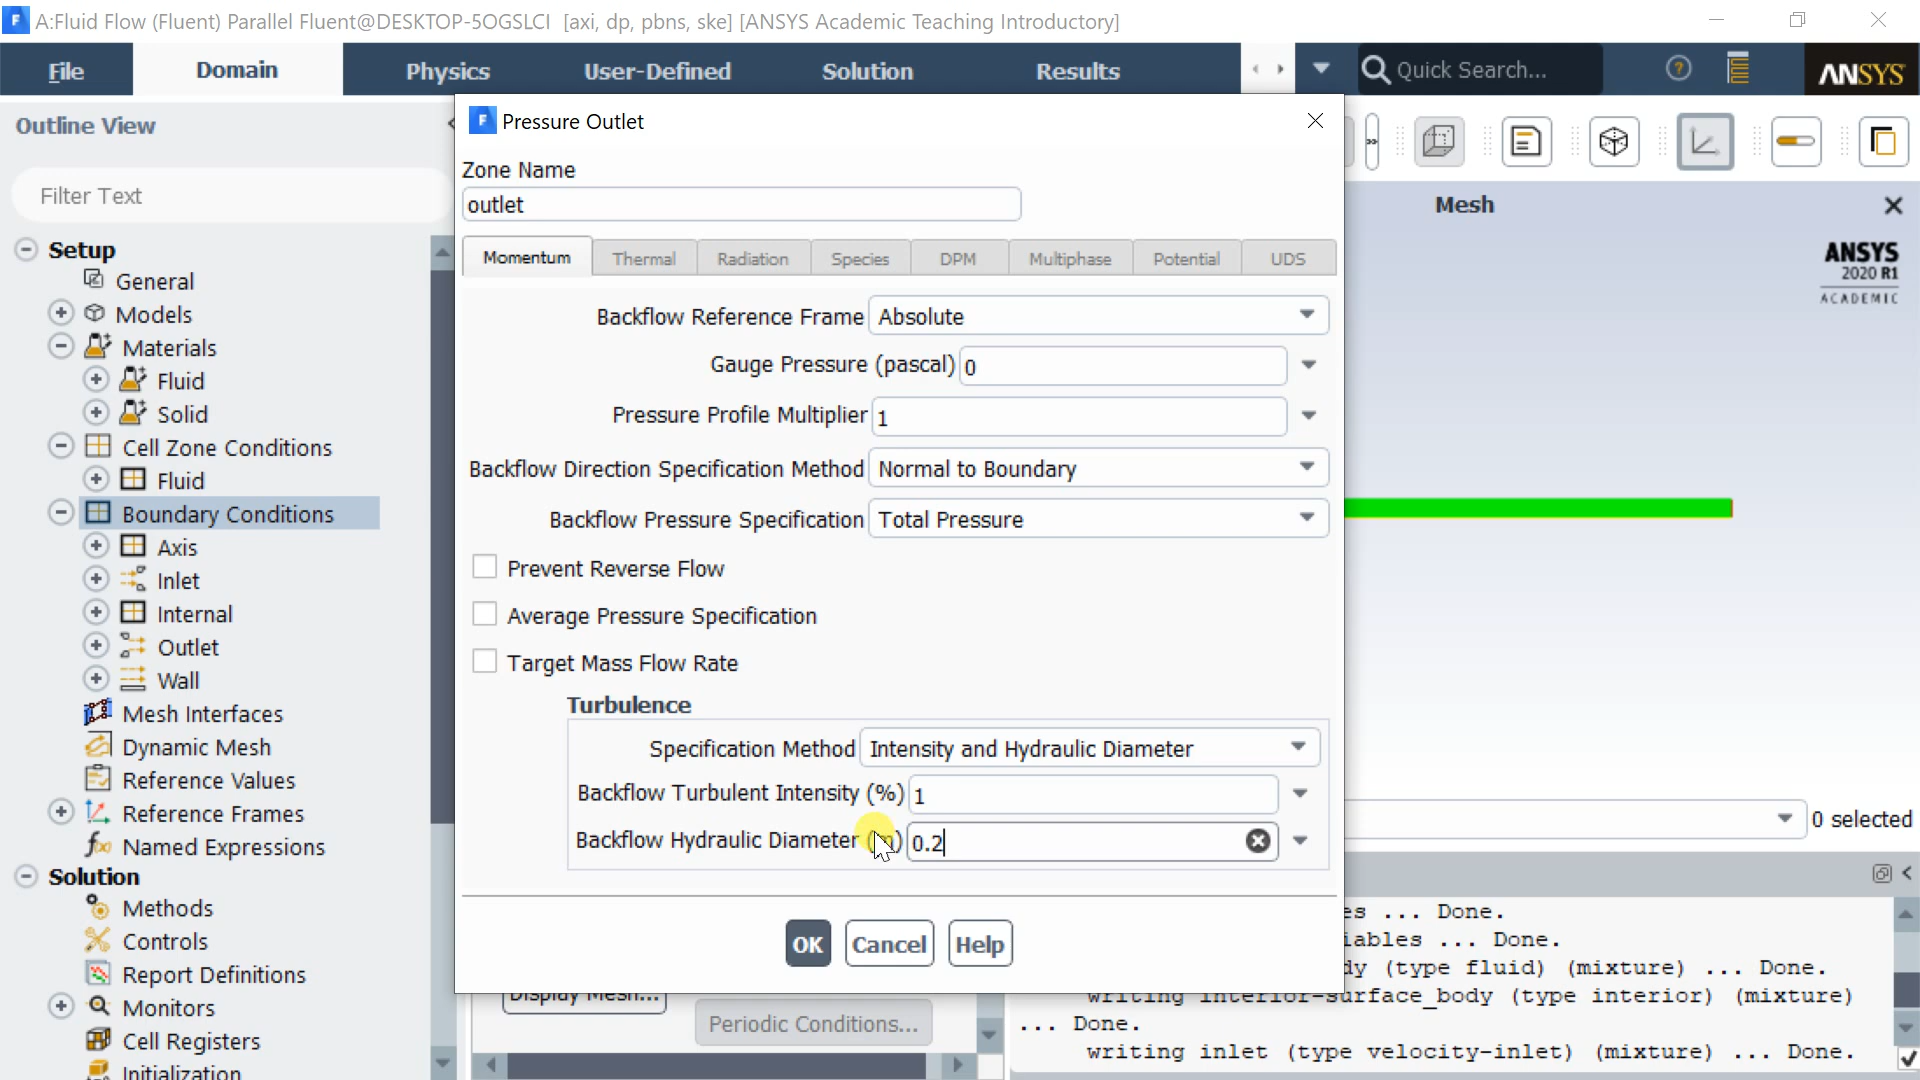 A:Fluid Flow (Fluent) Parallel Fluent@DESKTOP-5OGSLCI [axi, dp, pbns, ske] [ANSYS Academic Teaching Introductory]
File Domain Physics User-Defined Solution Results Quick Search... ANSYS
Outline View
Filter Text
Setup
General
Models
Materials
Fluid
Solid
Cell Zone Conditions
Fluid
Boundary Conditions
Axis
Inlet
Internal
Outlet
Wall
Mesh Interfaces
Dynamic Mesh
Reference Values
Reference Frames
Named Expressions
Solution
Methods
Controls
Report Definitions
Monitors
Cell Registers
Initialization
Pressure Outlet
Zone Name
outlet
Momentum Thermal Radiation Species DPM Multiphase Potential UDS
Backflow Reference Frame Absolute
Gauge Pressure (pascal) 0
Pressure Profile Multiplier 1
Backflow Direction Specification Method Normal to Boundary
Backflow Pressure Specification Total Pressure
Prevent Reverse Flow
Average Pressure Specification
Target Mass Flow Rate
Turbulence
Specification Method Intensity and Hydraulic Diameter
Backflow Turbulent Intensity (%) 1
Backflow Hydraulic Diameter 0.2
OK Cancel Help
Display Mesh...
Periodic Conditions...
Mesh
ANSYS
2020 R1
ACADEMIC
0 selected
... Done.
... Done.
(type fluid) (mixture) ... Done.
writing interior-surface_body (type interior) (mixture)
... Done.
writing inlet (type velocity-inlet) (mixture) ... Done.